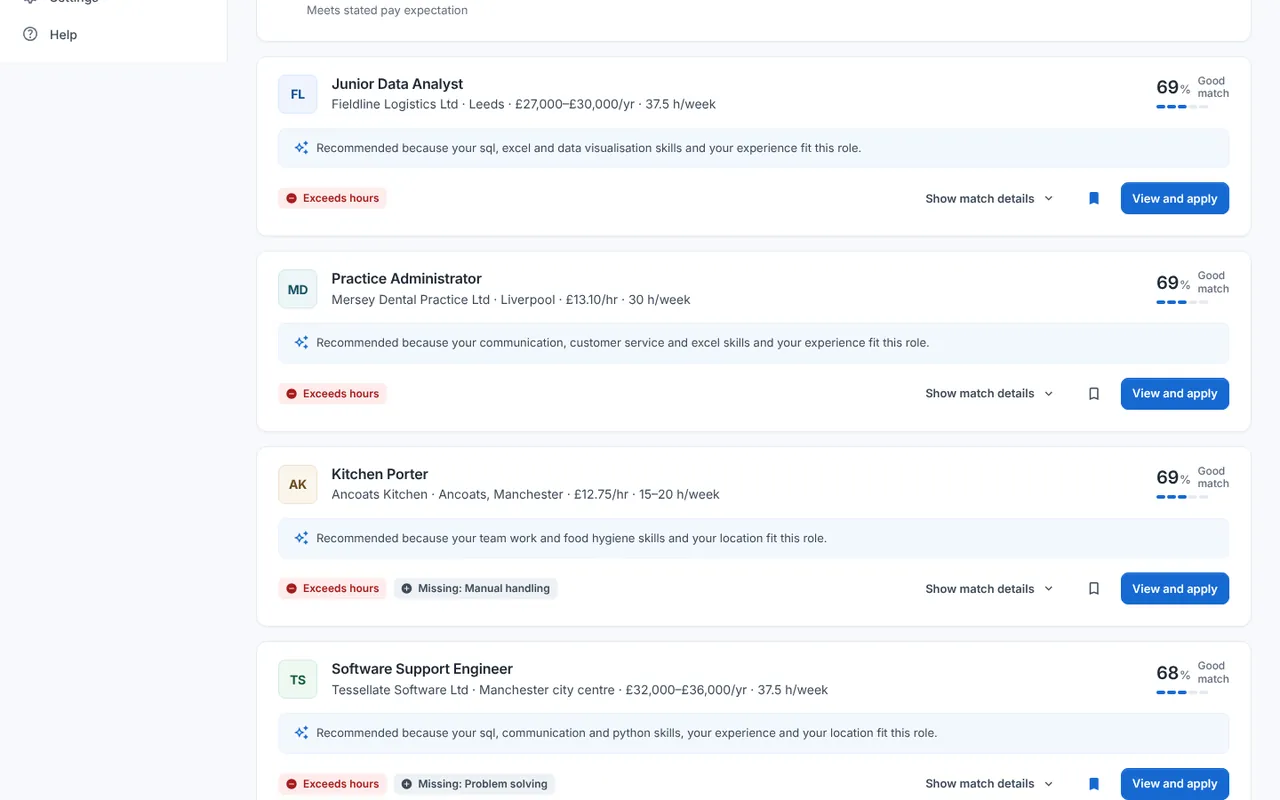 Settings
Help
Meets stated pay expectation
FL
Junior Data Analyst
Fieldline Logistics Ltd · Leeds · £27,000–£30,000/yr · 37.5 h/week
69% Good match
Recommended because your sql, excel and data visualisation skills and your experience fit this role.
Exceeds hours
Show match details
View and apply
MD
Practice Administrator
Mersey Dental Practice Ltd · Liverpool · £13.10/hr · 30 h/week
69% Good match
Recommended because your communication, customer service and excel skills and your experience fit this role.
Exceeds hours
Show match details
View and apply
AK
Kitchen Porter
Ancoats Kitchen · Ancoats, Manchester · £12.75/hr · 15–20 h/week
69% Good match
Recommended because your team work and food hygiene skills and your location fit this role.
Exceeds hours
Missing: Manual handling
Show match details
View and apply
TS
Software Support Engineer
Tessellate Software Ltd · Manchester city centre · £32,000–£36,000/yr · 37.5 h/week
68% Good match
Recommended because your sql, communication and python skills, your experience and your location fit this role.
Exceeds hours
Missing: Problem solving
Show match details
View and apply